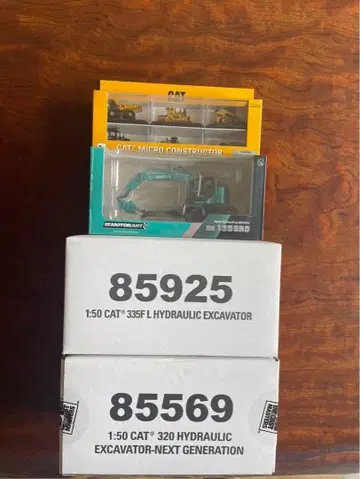 CAT
CAT® MICRO CONSTRUCTOR
MOTORART
85925
1:50 CAT® 335F L HYDRAULIC EXCAVATOR
85569
1:50 CAT® 320 HYDRAULIC
EXCAVATOR-NEXT GENERATION